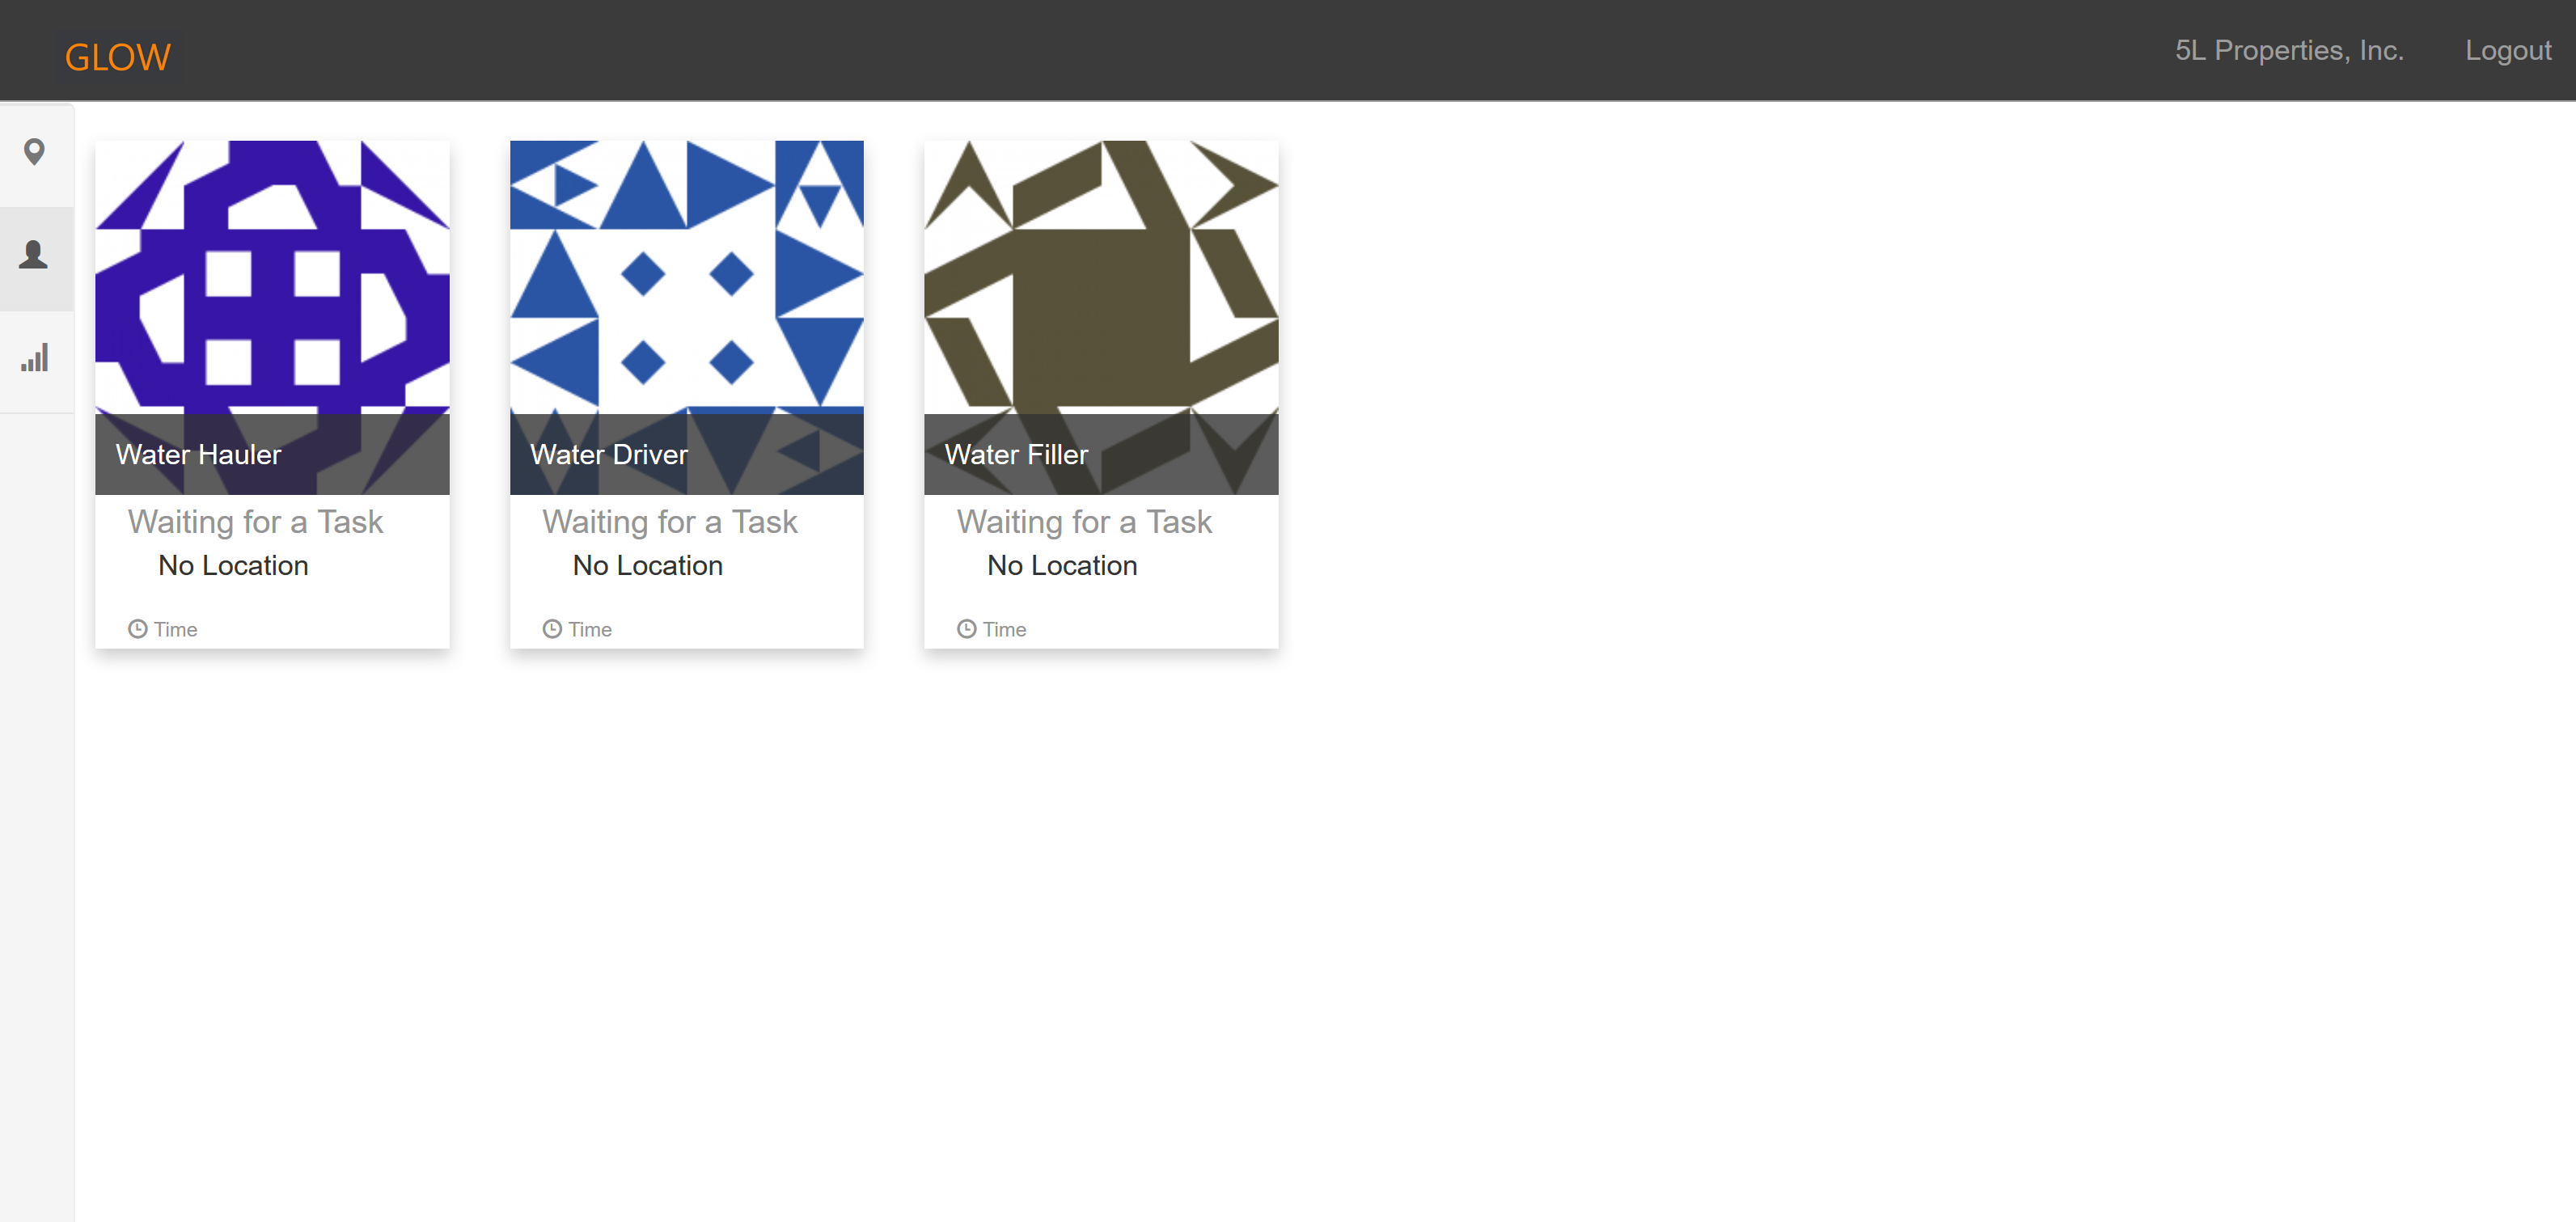 GLOW
5L Properties, Inc.
Logout
Water Hauler
Waiting for a Task
No Location
Time
Water Driver
Waiting for a Task
No Location
Time
Water Filler
Waiting for a Task
No Location
Time